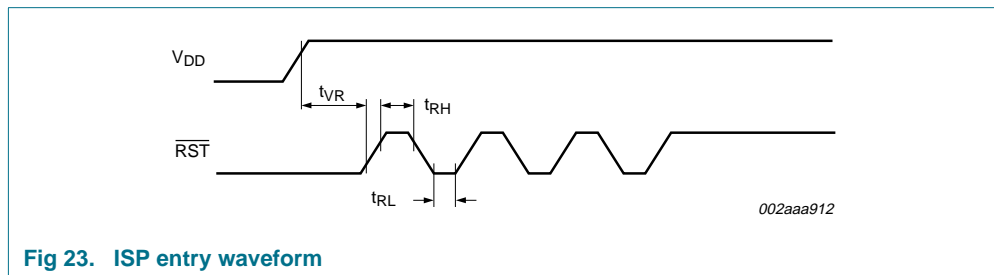 VDD
tVR
tRH
RST
tRL
002aaa912
Fig 23. ISP entry waveform